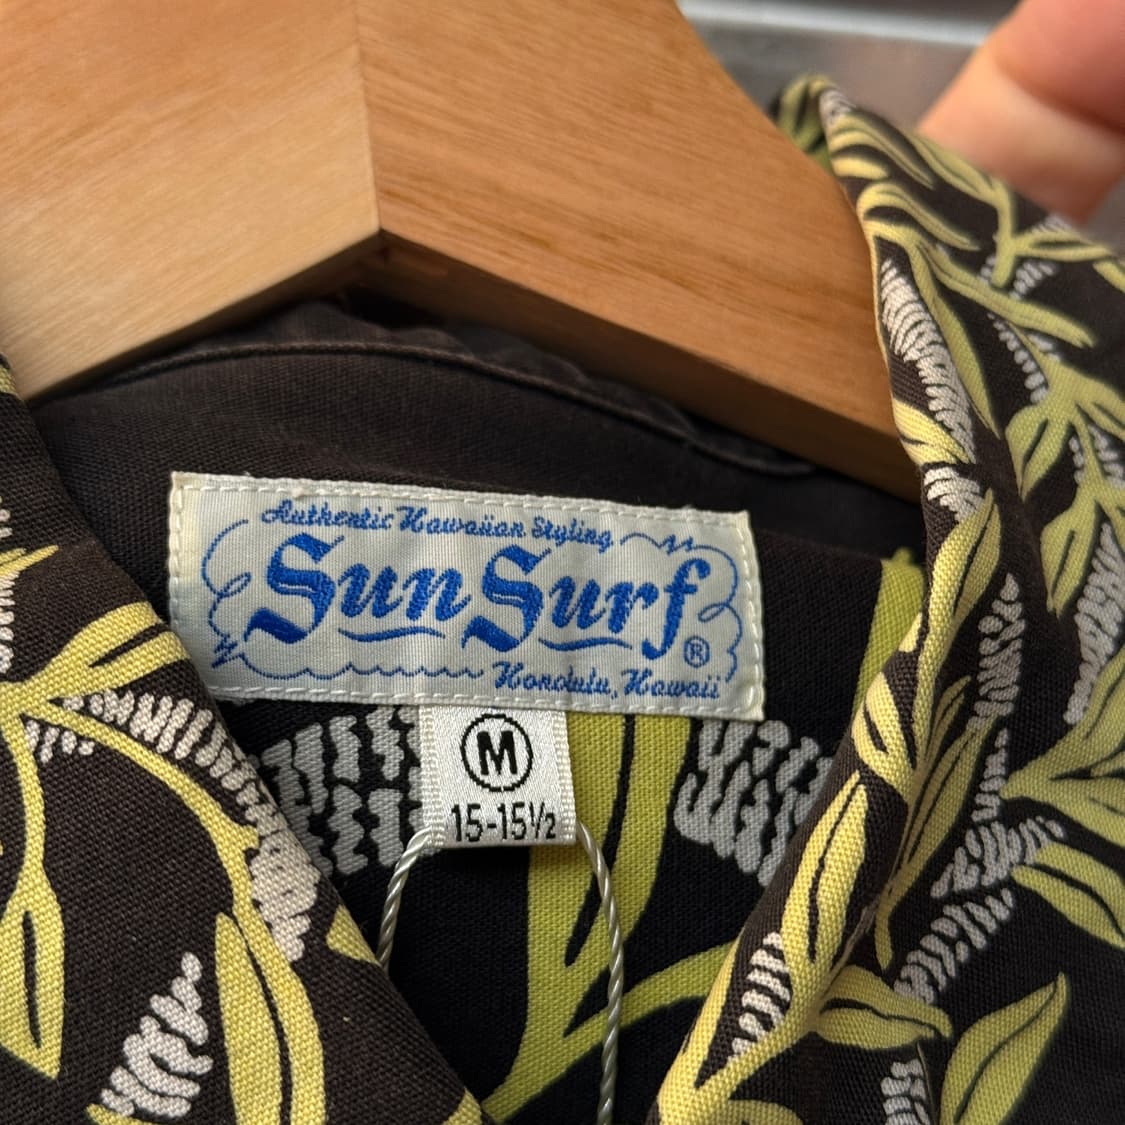 Authentic Hawaiian Styling
Sun Surf ®
Honolulu, Hawaii
M
15-15½